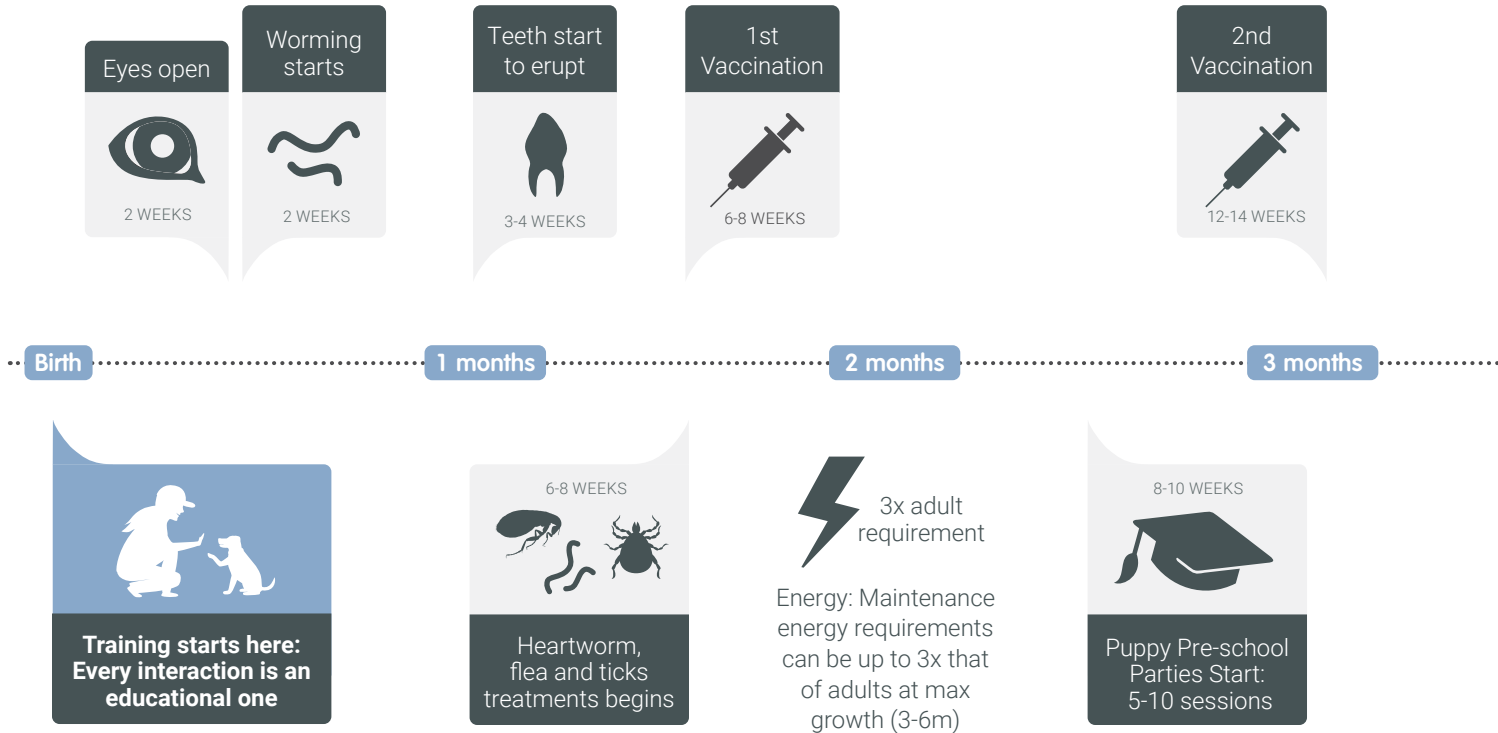 Eyes open
2 WEEKS
Worming
starts
2 WEEKS
Teeth start
to erupt
3-4 WEEKS
1st
Vaccination
6-8 WEEKS
2nd
Vaccination
12-14 WEEKS
Birth
1 months
2 months
3 months
Training starts here:
Every interaction is an
educational one
6-8 WEEKS
Heartworm,
flea and ticks
treatments begins
3x adult
requirement
Energy: Maintenance
energy requirements
can be up to 3x that
of adults at max
growth (3-6m)
8-10 WEEKS
Puppy Pre-school
Parties Start:
5-10 sessions